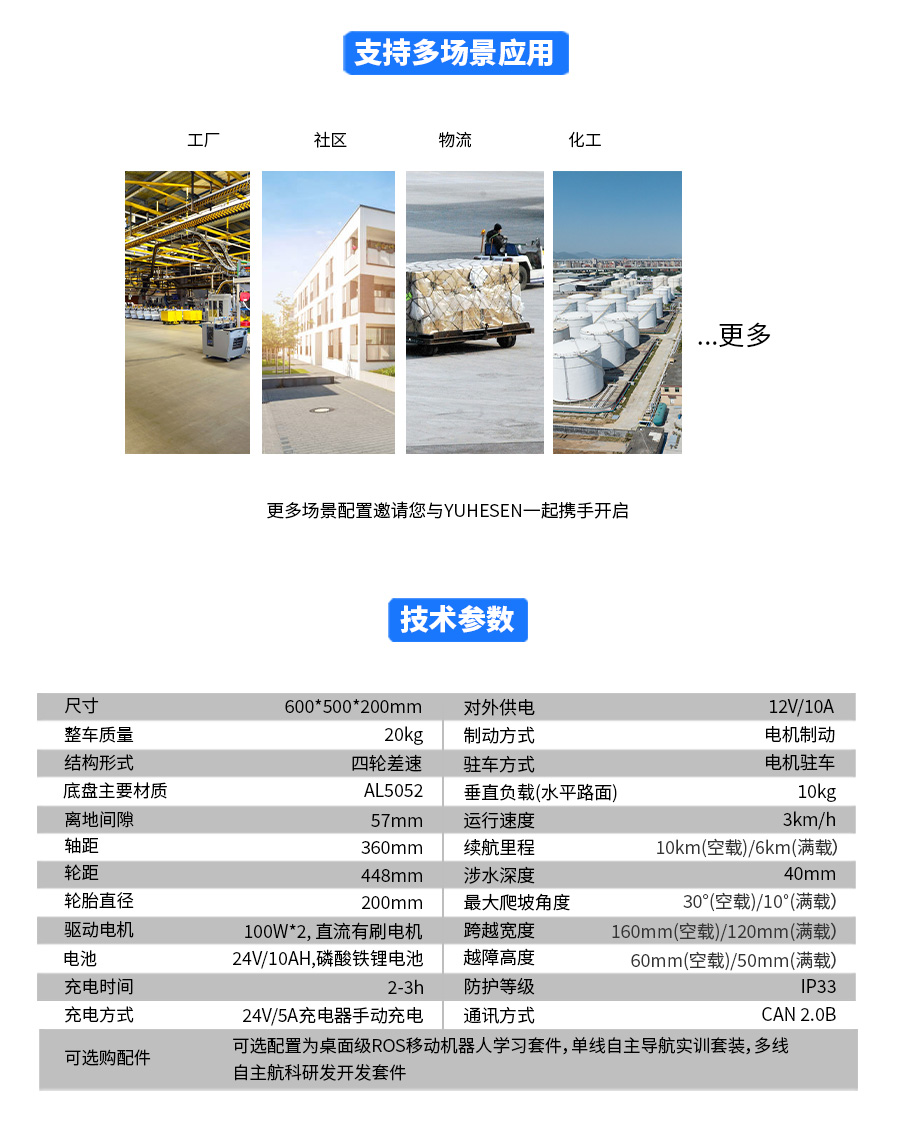 支持多场景应用
工厂 社区 物流 化工
...更多
更多场景配置邀请您与YUHESEN一起携手开启
技术参数
尺寸 600*500*200mm 对外供电 12V/10A
整车质量 20kg 制动方式 电机制动
结构形式 四轮差速 驻车方式 电机驻车
底盘主要材质 AL5052 垂直负载(水平路面) 10kg
离地间隙 57mm 运行速度 3km/h
轴距 360mm 续航里程 10km(空载)/6km(满载)
轮距 448mm 涉水深度 40mm
轮胎直径 200mm 最大爬坡角度 30°(空载)/10°(满载)
驱动电机 100W*2, 直流有刷电机 跨越宽度 160mm(空载)/120mm(满载)
电池 24V/10AH,磷酸铁锂电池 越障高度 60mm(空载)/50mm(满载)
充电时间 2-3h 防护等级 IP33
充电方式 24V/5A充电器手动充电 通讯方式 CAN 2.0B
可选购配件 可选配置为桌面级ROS移动机器人学习套件, 单线自主导航实训套装, 多线
自主航科研发开发套件